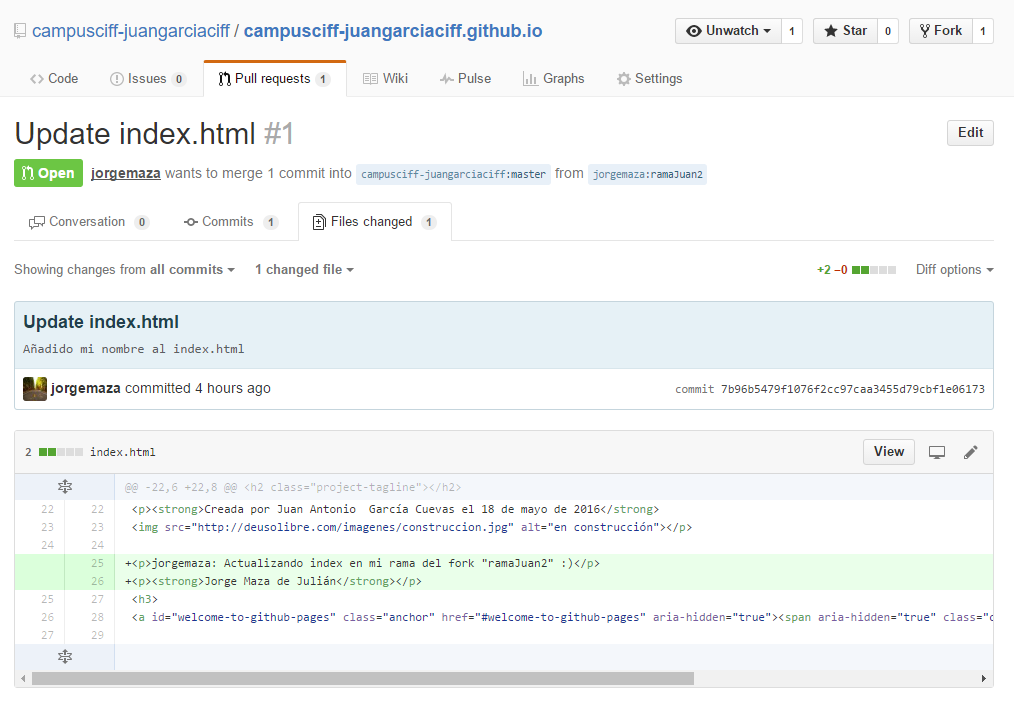 campusciff-juangarciaciff / campusciff-juangarciaciff.github.io
Unwatch 1 Star 0 Fork 1
Code Issues 0 Pull requests 1 Wiki Pulse Graphs Settings
Update index.html #1
Edit
Open jorgemaza wants to merge 1 commit into campusciff-juangarciaciff:master from jorgemaza:ramaJuan2
Conversation 0 Commits 1 Files changed 1
Showing changes from all commits 1 changed file +2 −0 Diff options
Update index.html
Añadido mi nombre al index.html
jorgemaza committed 4 hours ago commit 7b96b5479f1076f2cc97caa3455d79cbf1e06173
2 index.html View
@@ -22,6 +22,8 @@ <h2 class="project-tagline"></h2>
22 22 <p><strong>Creada por Juan Antonio  García Cuevas el 18 de mayo de 2016</strong>
23 23 <img src="http://deusolibre.com/imagenes/construccion.jpg" alt="en construcción"></p>
24 24
25 +<p>jorgemaza: Actualizando index en mi rama del fork "ramaJuan2" :)</p>
26 +<p><strong>Jorge Maza de Julián</strong></p>
25 27 <h3>
26 28 <a id="welcome-to-github-pages" class="anchor" href="#welcome-to-github-pages" aria-hidden="true"><span aria-hidden="true" class="
27 29